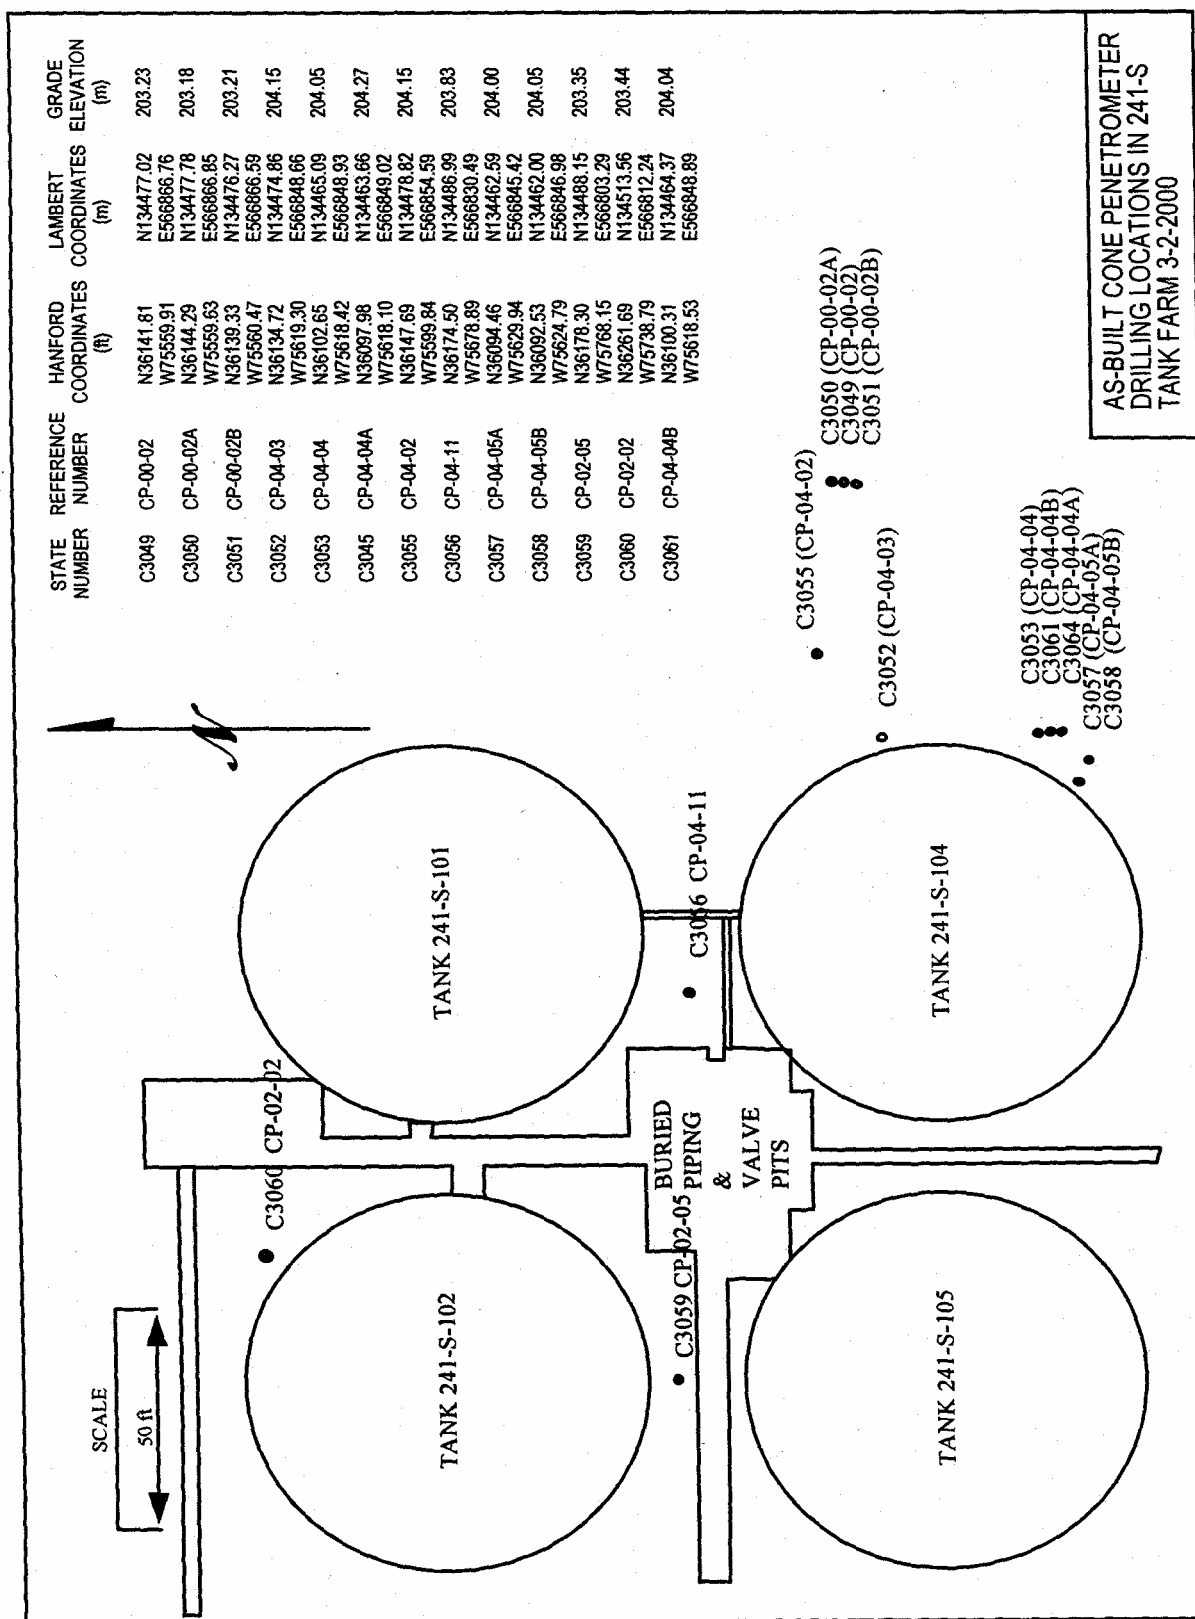 STATE NUMBER REFERENCE NUMBER HANFORD COORDINATES (ft) LAMBERT COORDINATES (m) GRADE ELEVATION (m)
C3049 CP-00-02 N36141.81 N134477.02 203.23
W75559.91 E566866.76
C3050 CP-00-02A N36144.29 N134477.78 203.18
W75559.63 E566866.85
C3051 CP-00-02B N36139.33 N134476.27 203.21
W75560.47 E566866.59
C3052 CP-04-03 N36134.72 N134474.86 204.15
W75619.30 E566848.66
C3053 CP-04-04 N36102.65 N134465.09 204.05
W75618.42 E566848.93
C3045 CP-04-04A N36097.98 N134463.66 204.27
W75618.10 E566849.02
C3055 CP-04-02 N36147.69 N134478.82 204.15
W75599.84 E566854.59
C3056 CP-04-11 N36174.50 N134486.99 203.83
W75678.89 E566830.49
C3057 CP-04-05A N36094.46 N134462.59 204.00
W75629.94 E566845.42
C3058 CP-04-05B N36092.53 N134462.00 204.05
W75624.79 E566846.98
C3059 CP-02-05 N36178.30 N134488.15 203.35
W75768.15 E566803.29
C3060 CP-02-02 N36261.69 N134513.56 203.44
W75738.79 E566812.24
C3061 CP-04-04B N36100.31 N134464.37 204.04
W75618.53 E566848.89
SCALE
50 ft
N
C3060 CP-02-02
TANK 241-S-102
TANK 241-S-101
C3059 CP-02-05
BURIED
PIPING
&
VALVE
PITS
C3056 CP-04-11
TANK 241-S-105
TANK 241-S-104
C3055 (CP-04-02)
C3050 (CP-00-02A)
C3049 (CP-00-02)
C3051 (CP-00-02B)
C3052 (CP-04-03)
C3053 (CP-04-04)
C3061 (CP-04-04B)
C3064 (CP-04-04A)
C3057 (CP-04-05A)
C3058 (CP-04-05B)
AS-BUILT CONE PENETROMETER
DRILLING LOCATIONS IN 241-S
TANK FARM 3-2-2000